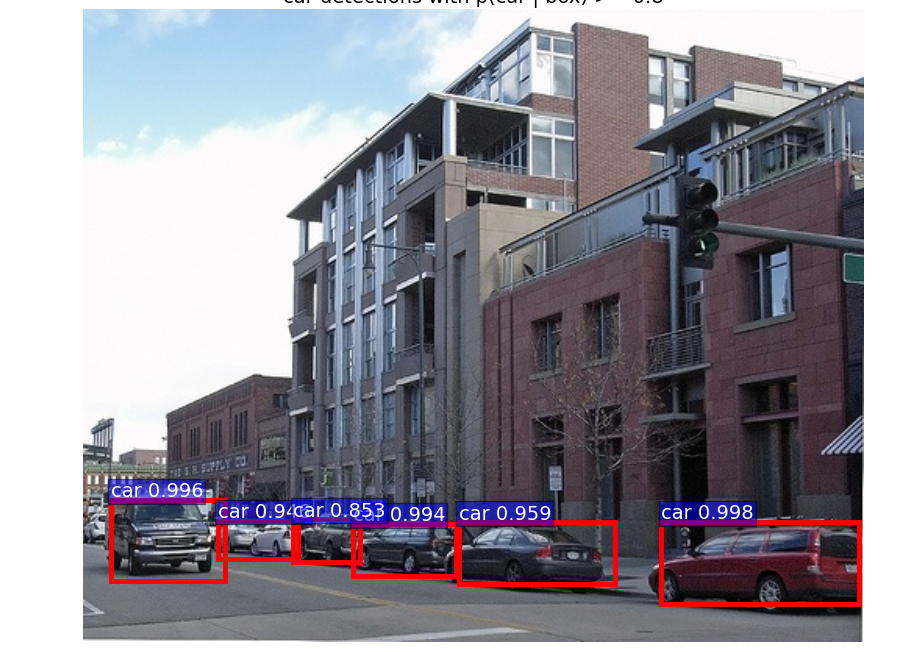 car detections with p(car | box) >= 0.8
THE S. H. SUPPLY CO.
car 0.996
car 0.94
car 0.853
car 0.994
car 0.959
car 0.998